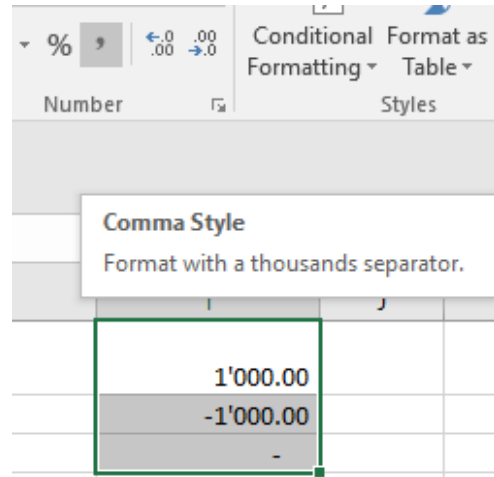 % , ←.0 .00 .00 →.0 Conditional Format as
Formatting Table
Number Styles
Comma Style
Format with a thousands separator.
1'000.00
-1'000.00
-